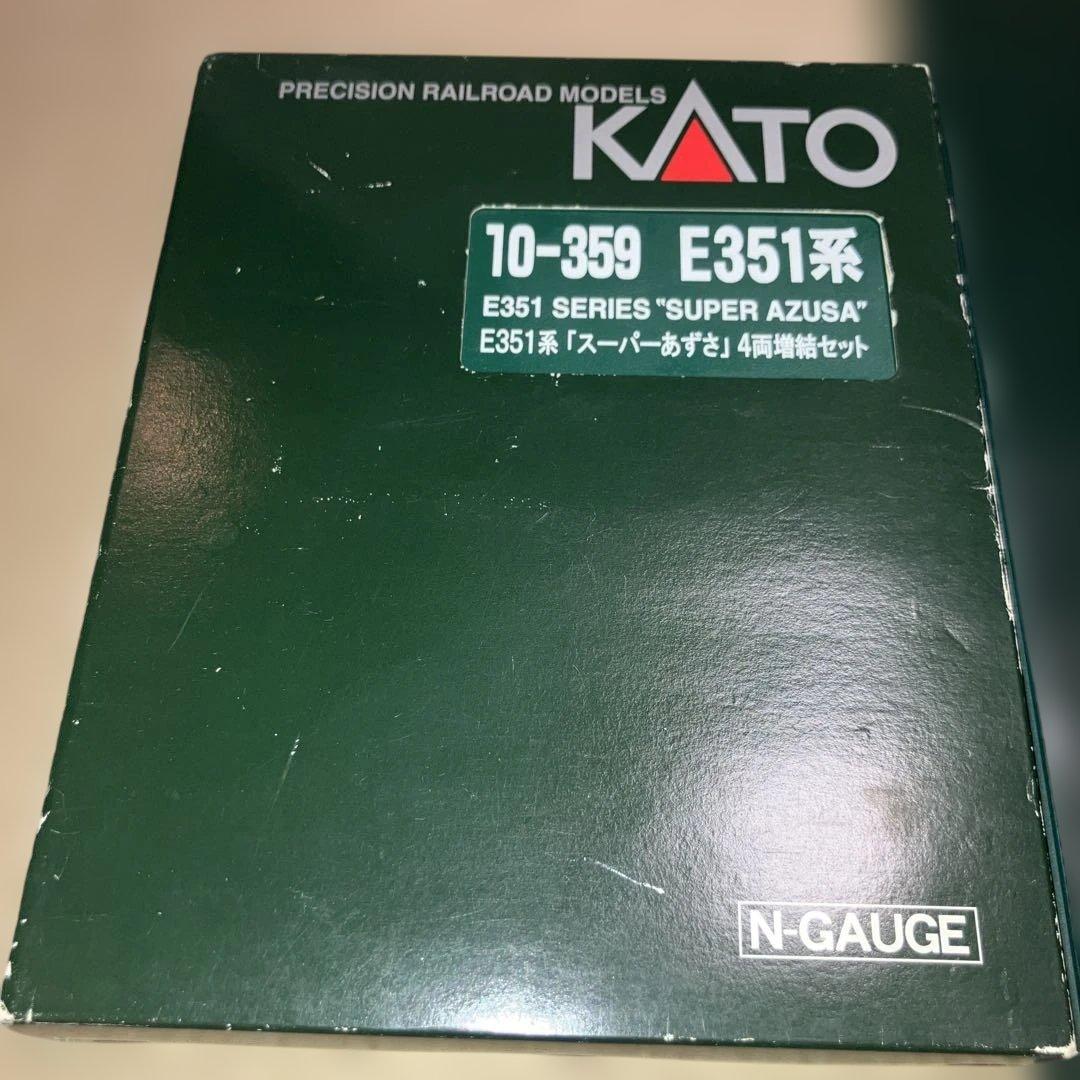 PRECISION RAILROAD MODELS
KATO
10-359 E351系
E351 SERIES "SUPER AZUSA"
E351系「スーパーあずさ」4両増結セット
N-GAUGE